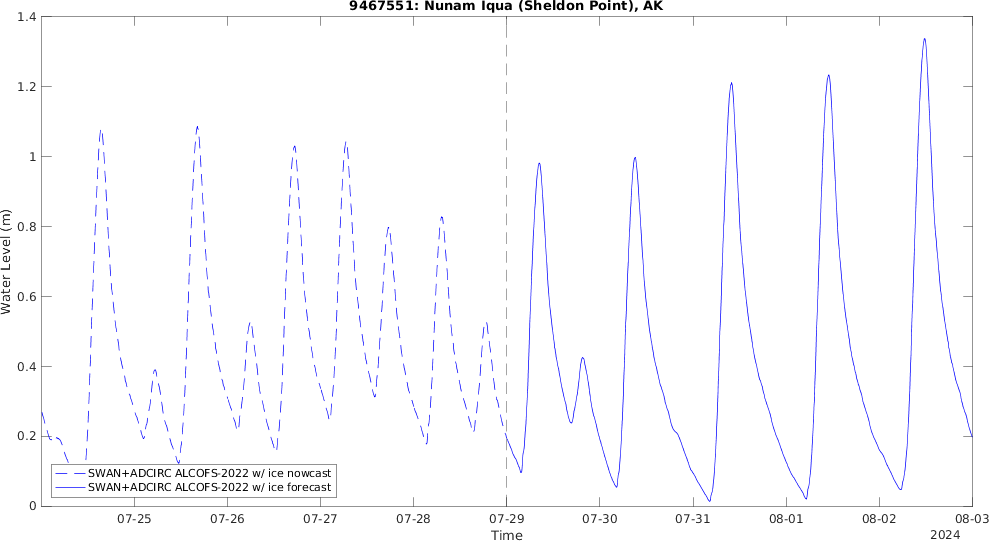 9467551: Nunam Iqua (Sheldon Point), AK
1.4
1.2
1
0.8
0.6
0.4
0.2
0
Water Level (m)
SWAN+ADCIRC ALCOFS-2022 w/ ice nowcast
SWAN+ADCIRC ALCOFS-2022 w/ ice forecast
07-25 07-26 07-27 07-28 07-29 07-30 07-31 08-01 08-02 08-03
Time
2024